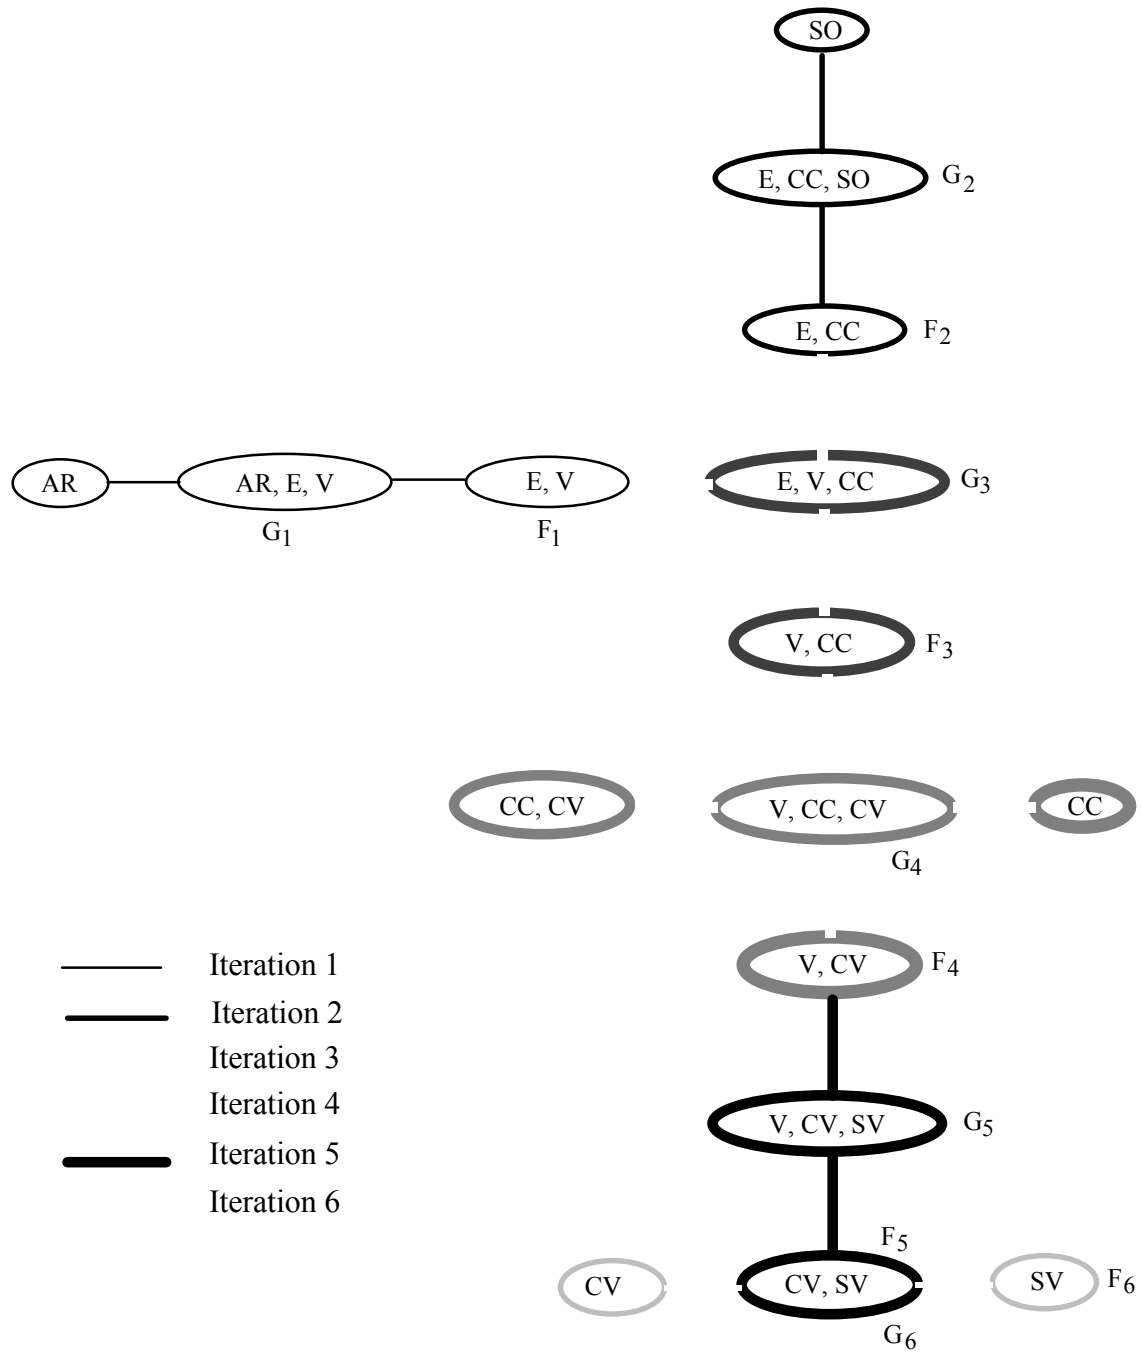 SO
E, CC, SO G2
E, CC F2
AR AR, E, V E, V E, V, CC G3
G1 F1
V, CC F3
CC, CV V, CC, CV CC
G4
V, CV F4
Iteration 1
Iteration 2
Iteration 3
Iteration 4
V, CV, SV G5
Iteration 5
Iteration 6
F5
CV CV, SV SV F6
G6